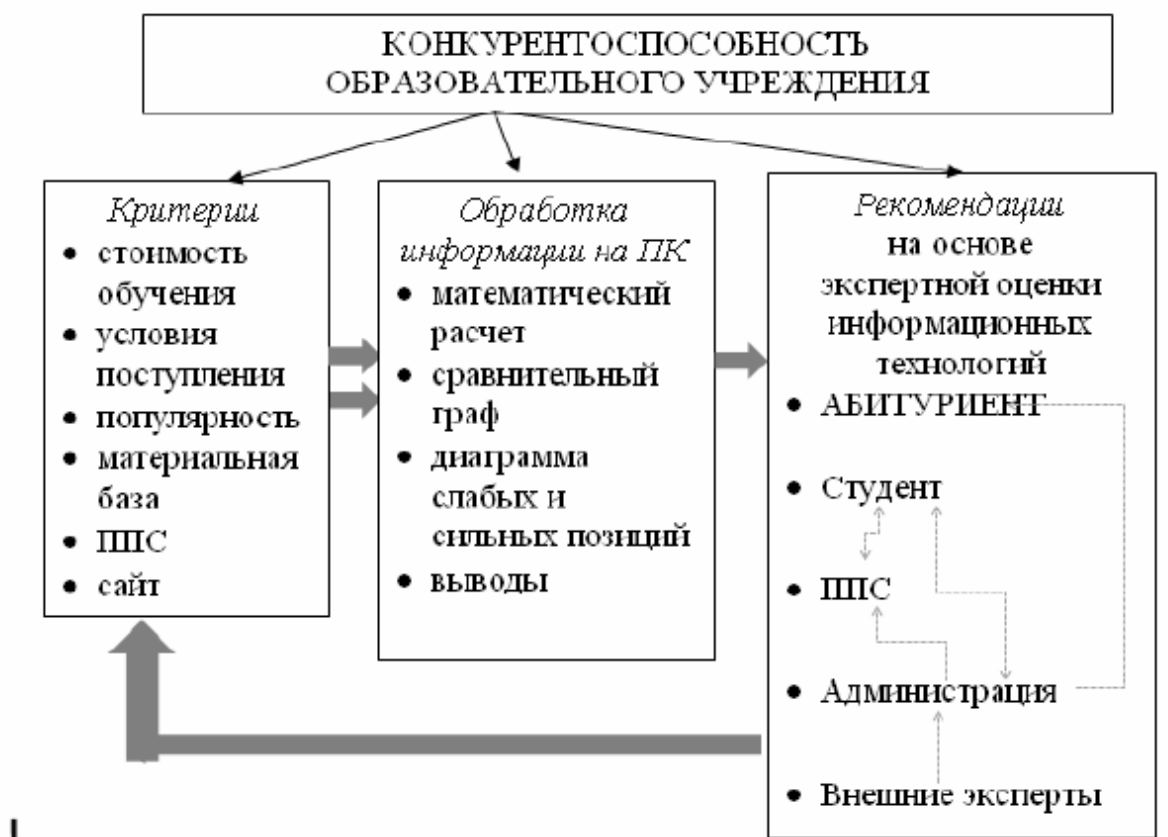 КОНКУРЕНТОСПОСОБНОСТЬ
ОБРАЗОВАТЕЛЬНОГО УЧРЕЖДЕНИЯ
Критерии
• стоимость
обучения
• условия
поступления
• популярность
• материальная
база
• ППС
• сайт
Обработка
информации на ПК
• математический
расчет
• сравнительный
граф
• диаграмма
слабых и
сильных позиций
• выводы
Рекомендации
на основе
экспертной оценки
информационных
технологий
• АБИТУРИЕНТ
• Студент
• ППС
• Администрация
• Внешние эксперты